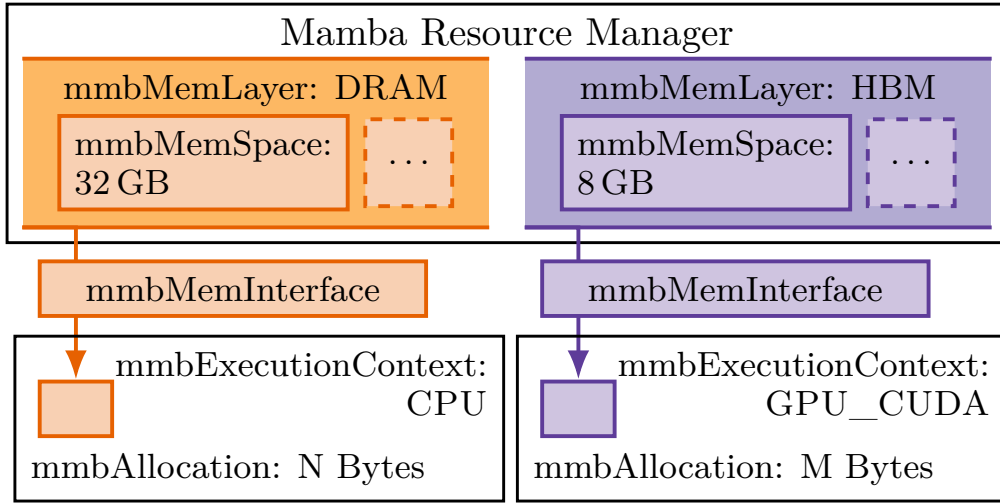 Mamba Resource Manager
mmbMemLayer: DRAM
mmbMemSpace:
32 GB
...
mmbMemLayer: HBM
mmbMemSpace:
8 GB
...
mmbMemInterface
mmbMemInterface
mmbExecutionContext:
CPU
mmbAllocation: N Bytes
mmbExecutionContext:
GPU_CUDA
mmbAllocation: M Bytes